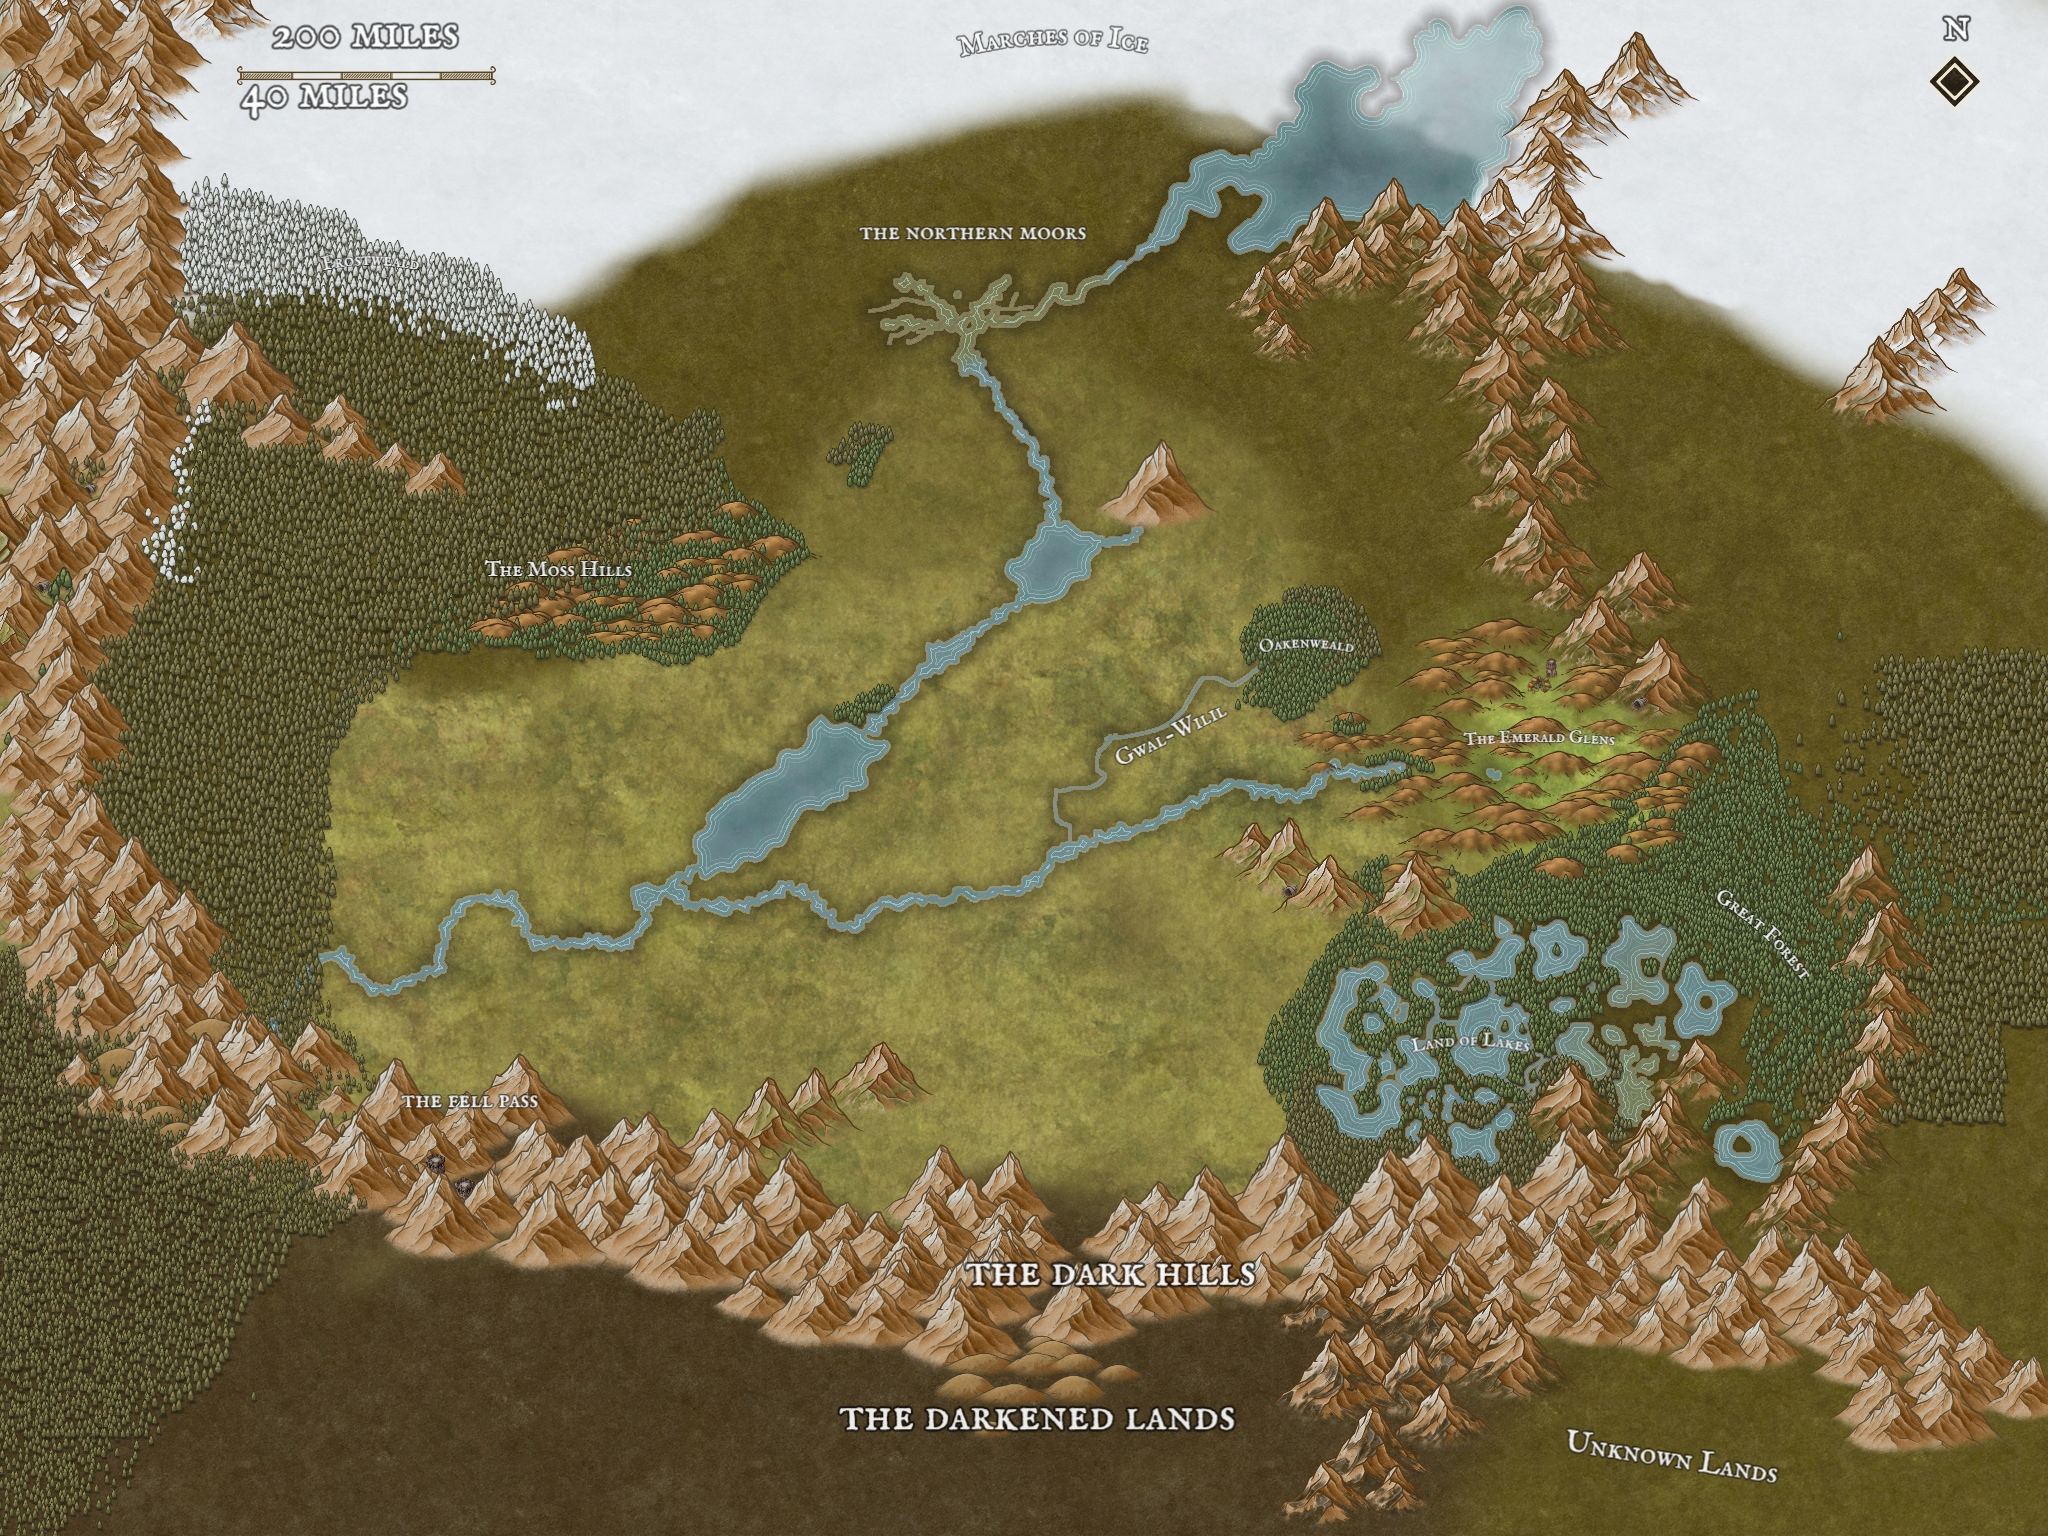 200 MILES
40 MILES
MARCHES OF ICE
N
THE NORTHERN MOORS
FROSTWEALD
THE MOSS HILLS
OAKENWEALD
GWAL-WILIL
THE EMERALD GLENS
GREAT FOREST
LAND OF LAKES
THE FELL PASS
THE DARK HILLS
THE DARKENED LANDS
UNKNOWN LANDS